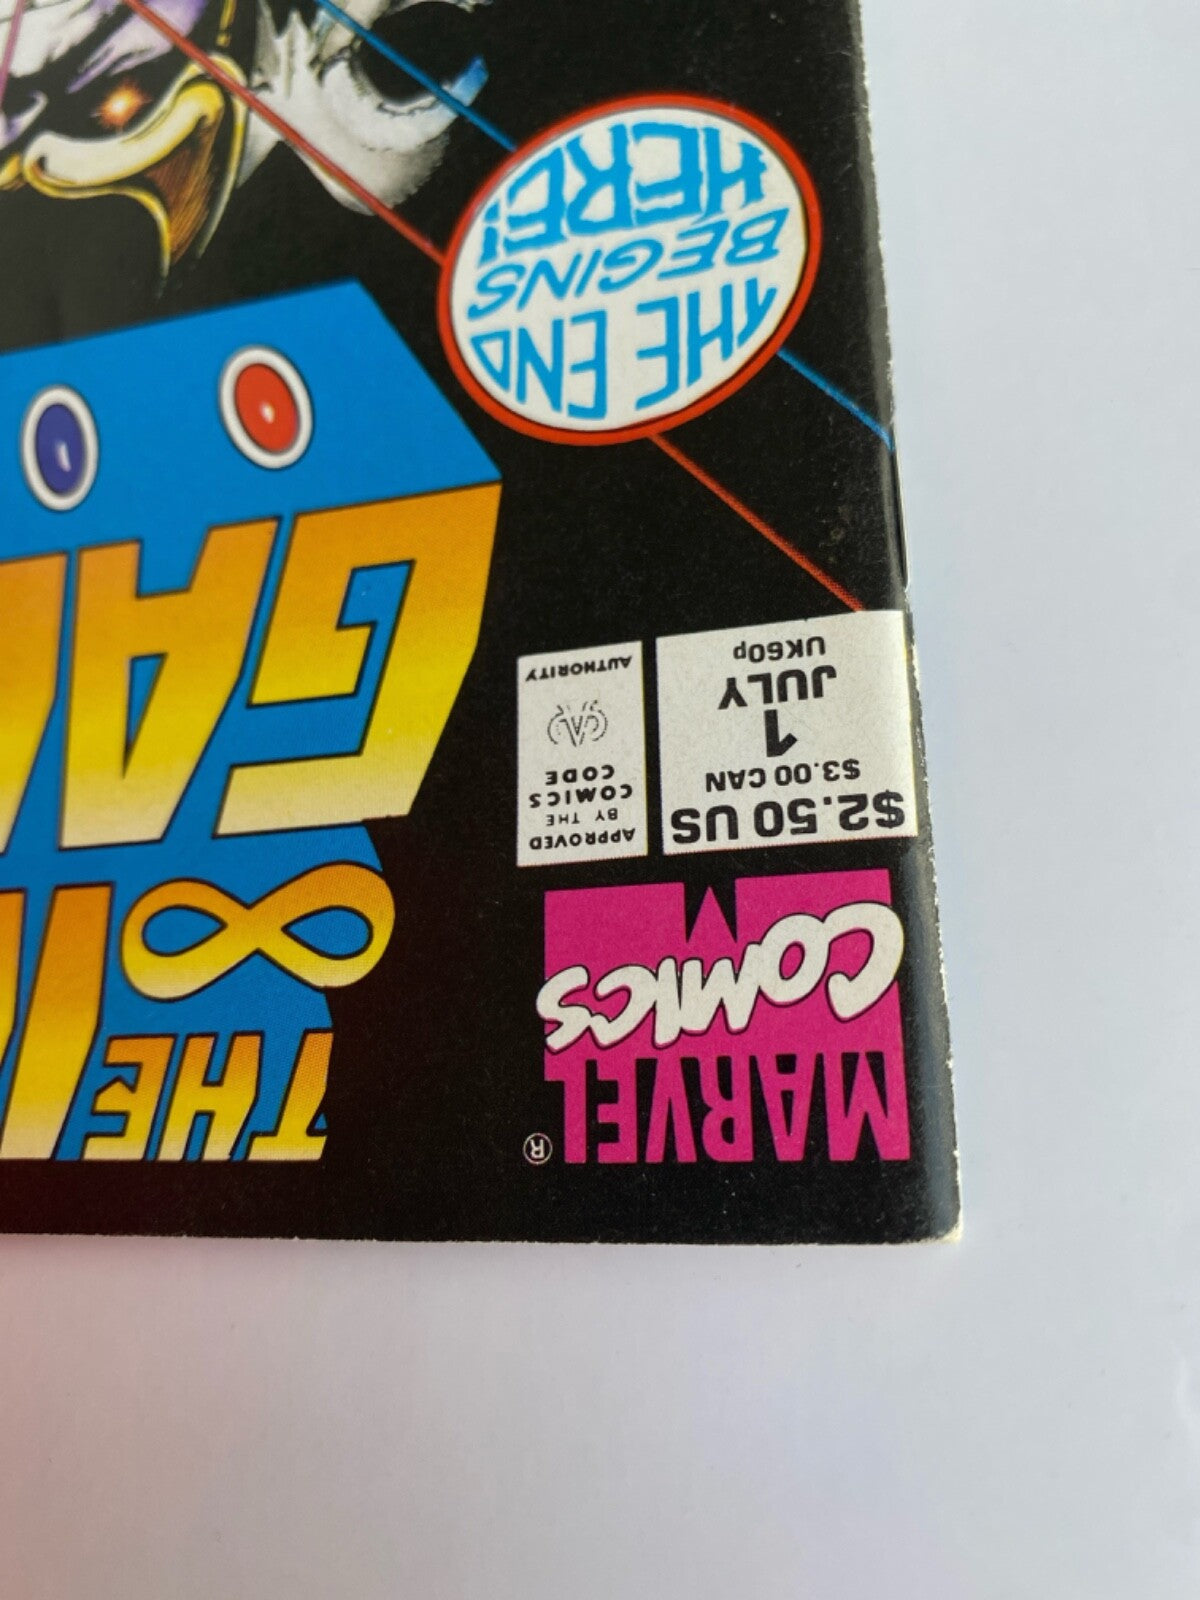 MARVEL®
COMICS
$2.50 US
$3.00 CAN
1
JULY
UK60p
APPROVED
BY THE
COMICS
CODE
CA
AUTHORITY
THE
THE END
BEGINS
HERE!